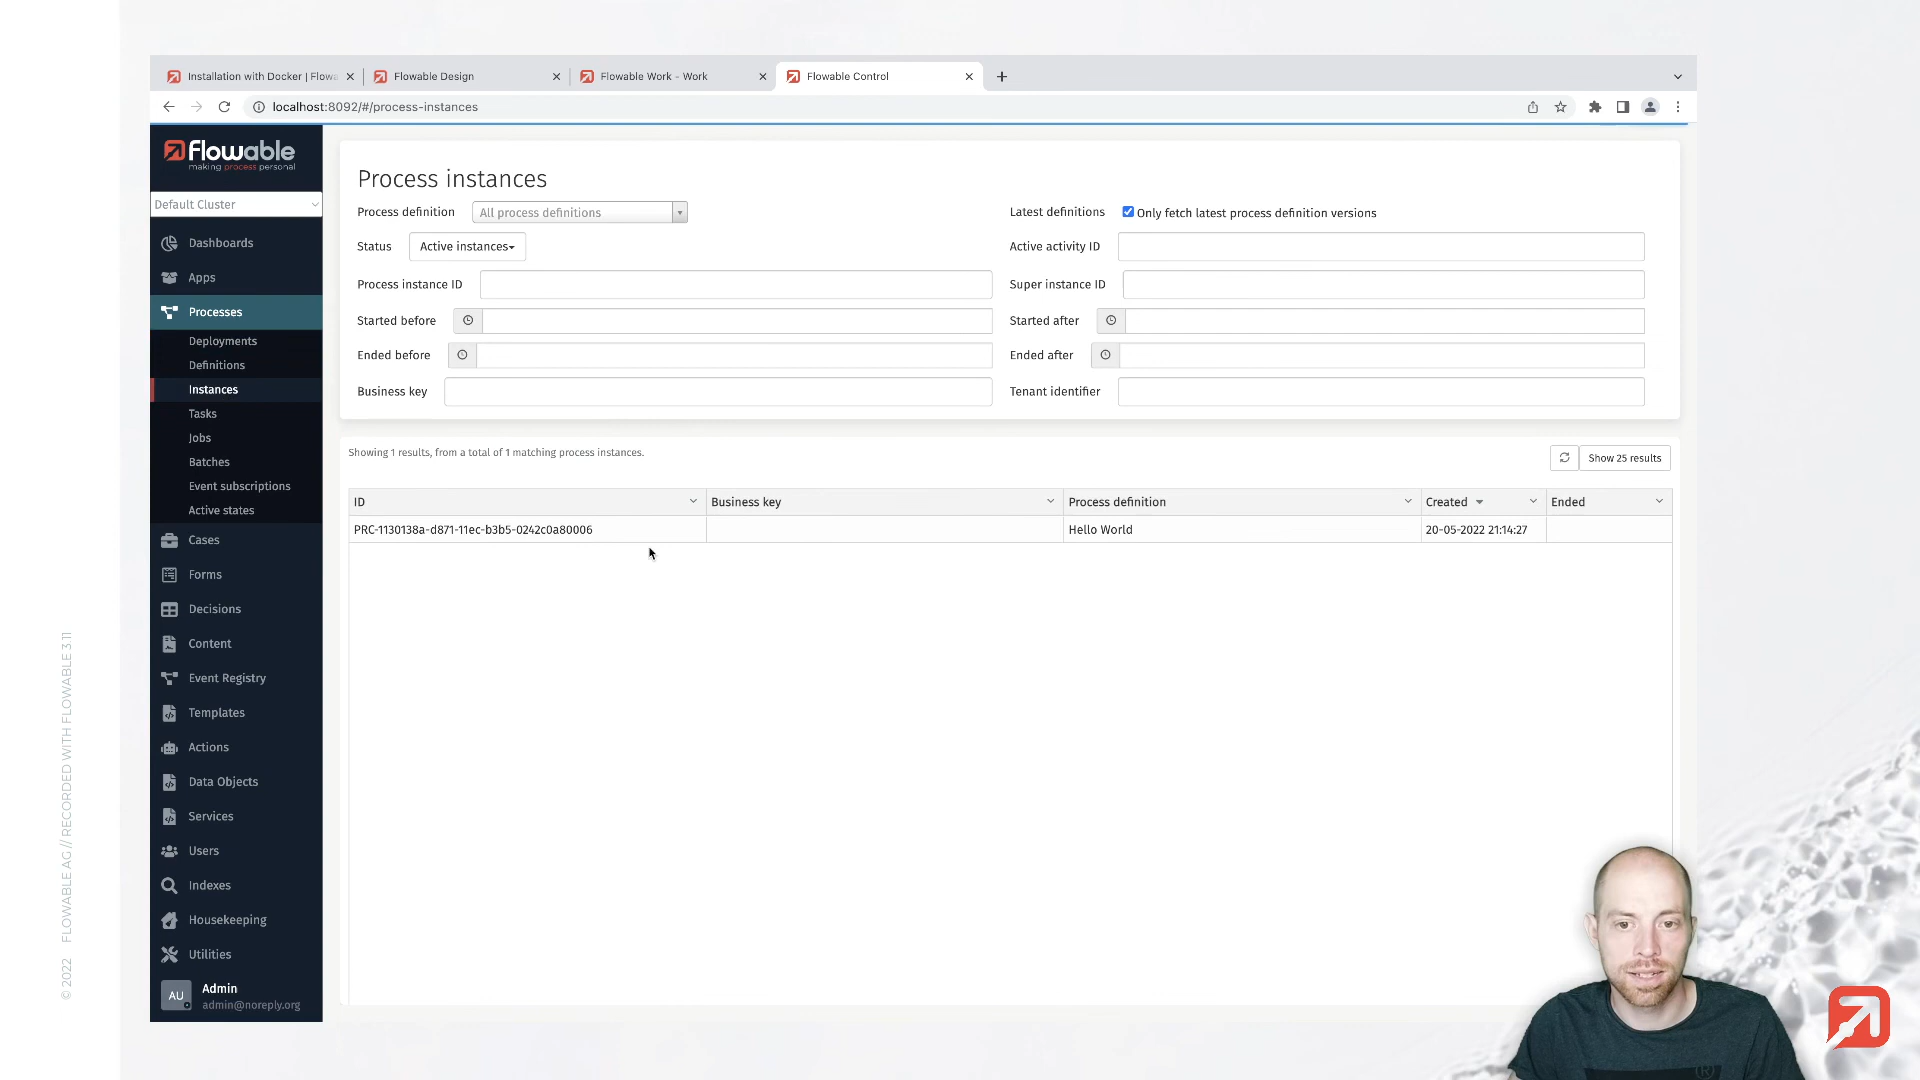 Installation with Docker | Flowa
Flowable Design
Flowable Work - Work
Flowable Control
localhost:8092/#/process-instances
Flowable
making process personal
Default Cluster
Dashboards
Apps
Processes
Deployments
Definitions
Instances
Tasks
Jobs
Batches
Event subscriptions
Active states
Cases
Forms
Decisions
Content
Event Registry
Templates
Actions
Data Objects
Services
Users
Indexes
Housekeeping
Utilities
AU
Admin
admin@noreply.org
Process instances
Process definition All process definitions
Latest definitions Only fetch latest process definition versions
Status Active instances
Active activity ID
Process instance ID
Super instance ID
Started before
Started after
Ended before
Ended after
Business key
Tenant identifier
Showing 1 results, from a total of 1 matching process instances.
Show 25 results
ID Business key Process definition Created Ended
PRC-1130138a-d871-11ec-b3b5-0242c0a80006 Hello World 20-05-2022 21:14:27
© 2022 FLOWABLE AG // RECORDED WITH FLOWABLE 3.11